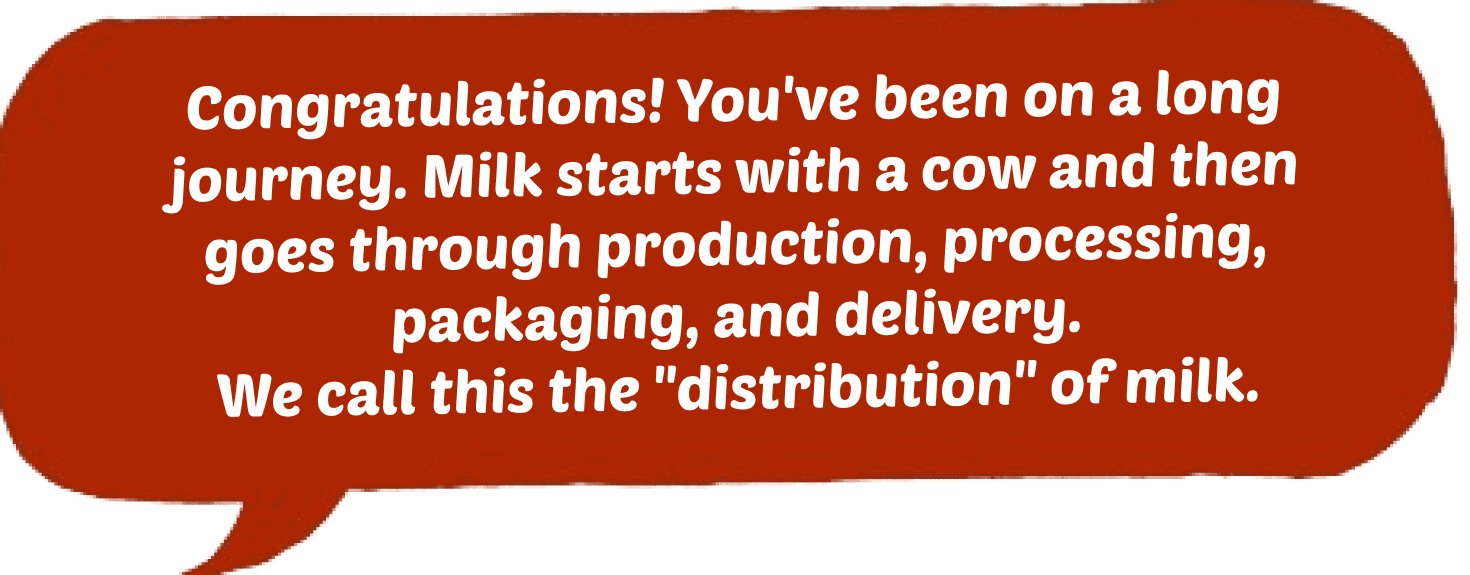 Congratulations! You've been on a long
journey. Milk starts with a cow and then
goes through production, processing,
packaging, and delivery.
We call this the "distribution" of milk.